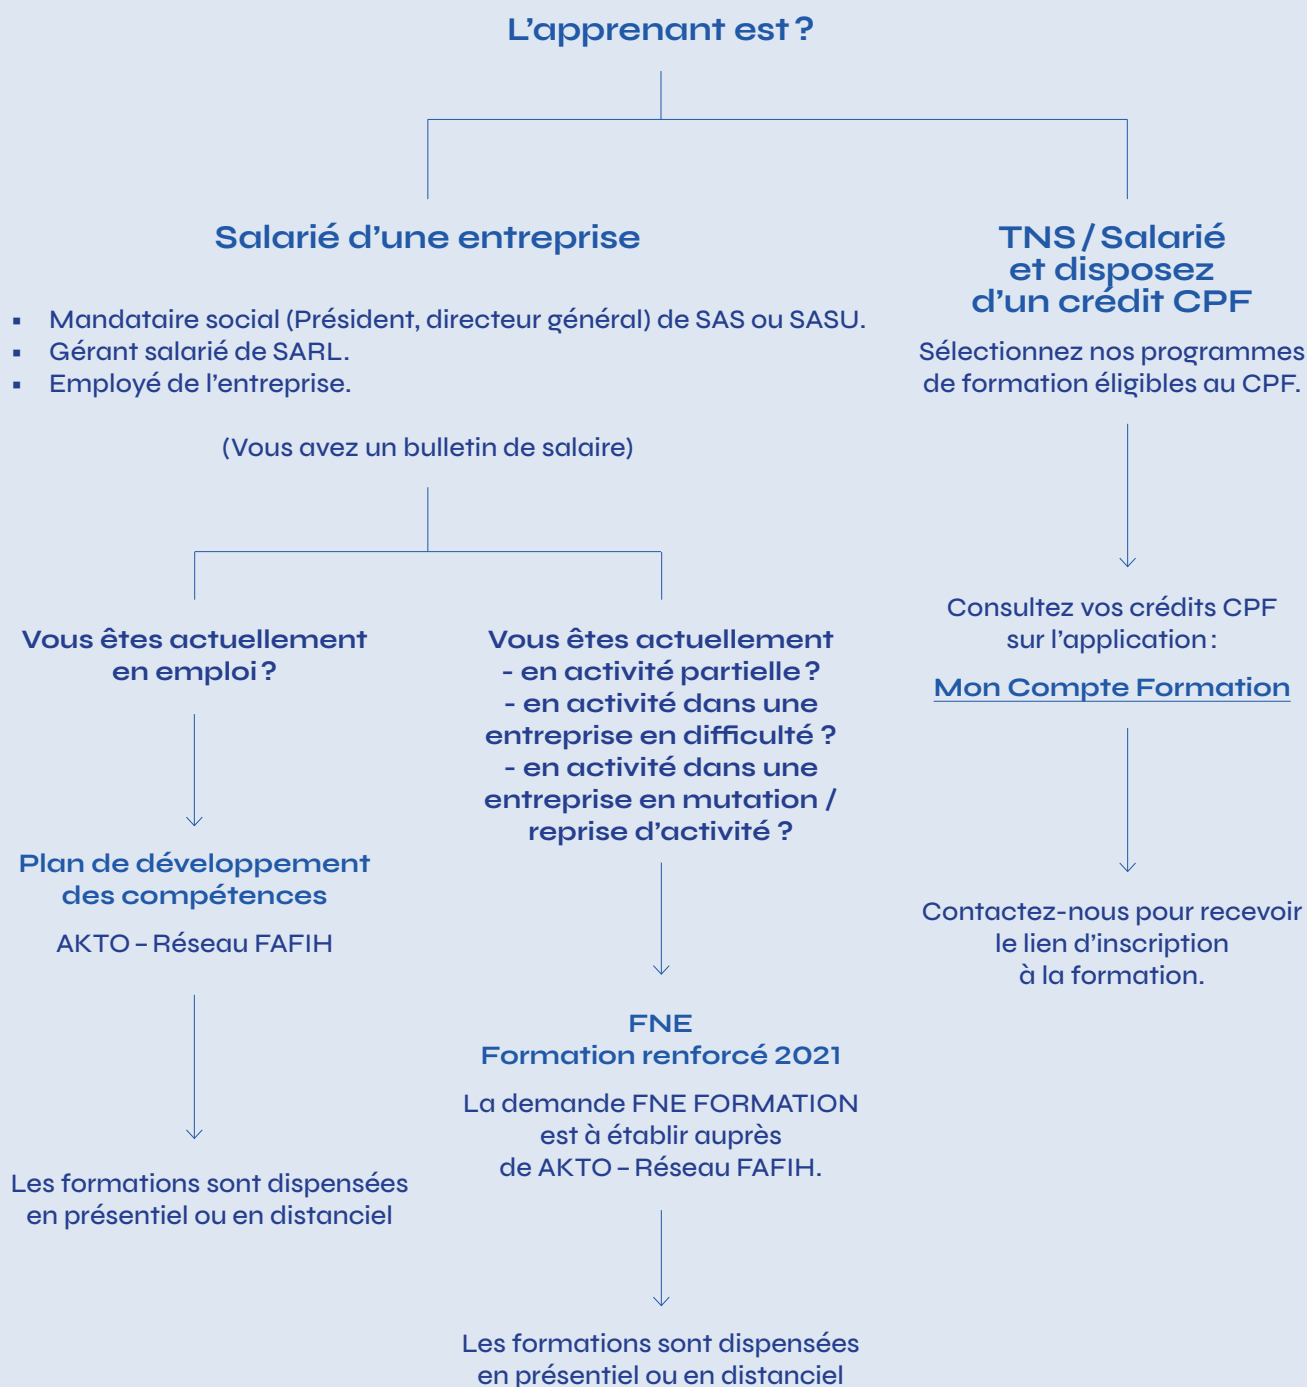 L'apprenant est ?
Salarié d'une entreprise
▪ Mandataire social (Président, directeur général) de SAS ou SASU.
▪ Gérant salarié de SARL.
▪ Employé de l'entreprise.
(Vous avez un bulletin de salaire)
Vous êtes actuellement
en emploi ?
Plan de développement
des compétences
AKTO – Réseau FAFIH
Les formations sont dispensées
en présentiel ou en distanciel
Vous êtes actuellement
- en activité partielle ?
- en activité dans une
entreprise en difficulté ?
- en activité dans une
entreprise en mutation /
reprise d'activité ?
FNE
Formation renforcé 2021
La demande FNE FORMATION
est à établir auprès
de AKTO – Réseau FAFIH.
Les formations sont dispensées
en présentiel ou en distanciel
TNS / Salarié
et disposez
d'un crédit CPF
Sélectionnez nos programmes
de formation éligibles au CPF.
Consultez vos crédits CPF
sur l'application :
Mon Compte Formation
Contactez-nous pour recevoir
le lien d'inscription
à la formation.